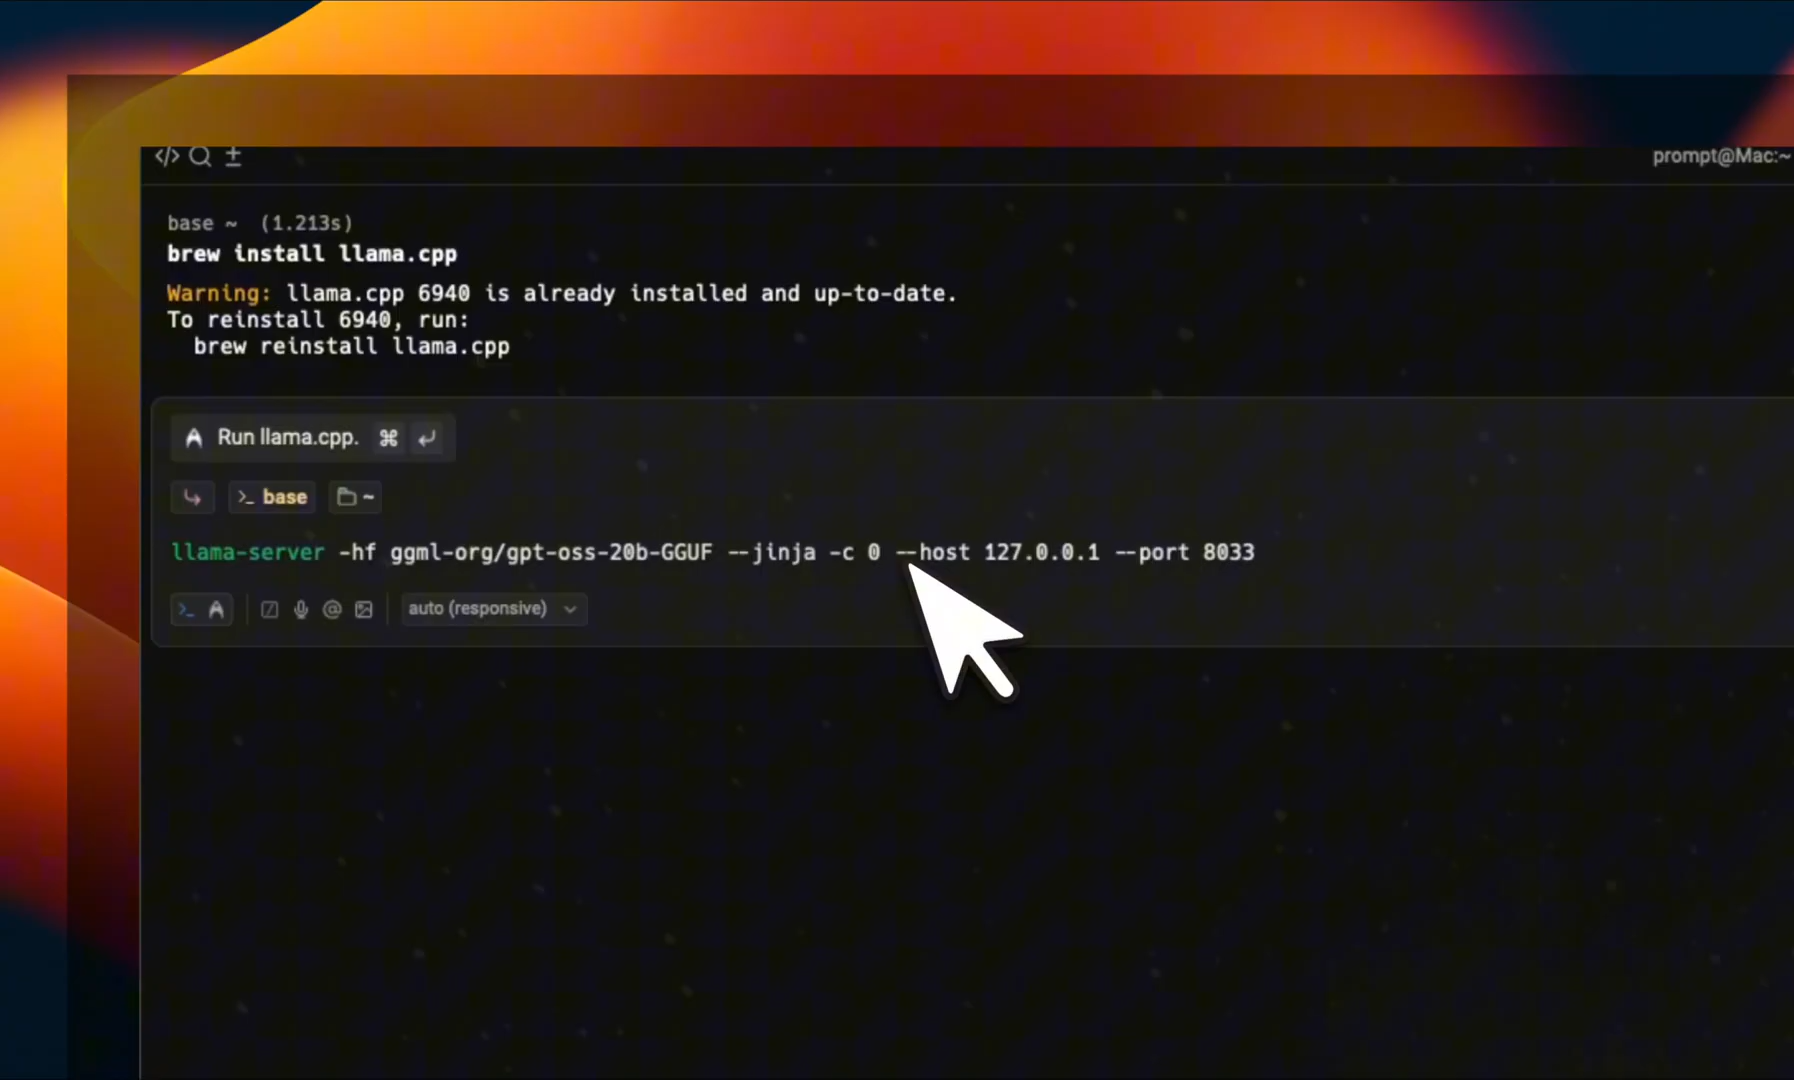 prompt@Mac:~
base ~ (1.213s)
brew install llama.cpp
Warning: llama.cpp 6940 is already installed and up-to-date.
To reinstall 6940, run:
brew reinstall llama.cpp
Run llama.cpp. ⌘ ↵
>_ base ~
llama-server -hf ggml-org/gpt-oss-20b-GGUF --jinja -c 0 --host 127.0.0.1 --port 8033
auto (responsive)